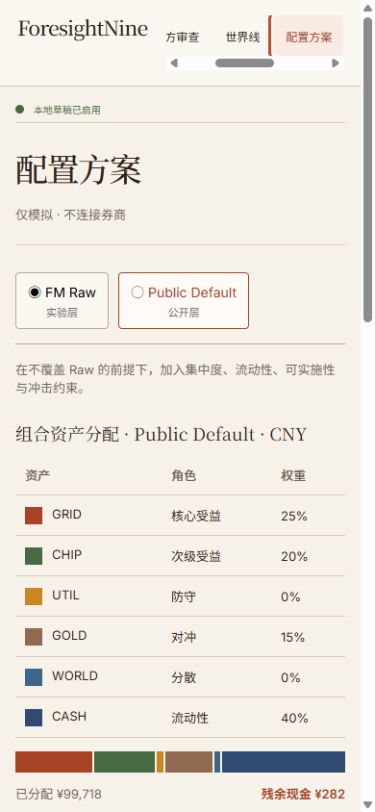 ForesightNine
方审查 世界线 配置方案
本地草稿已启用
配置方案
仅模拟 · 不连接券商
FM Raw
实验层
Public Default
公开层
在不覆盖 Raw 的前提下，加入集中度、流动性、可实施性
与冲击约束。
组合资产分配 · Public Default · CNY
资产 角色 权重
GRID 核心受益 25%
CHIP 次级受益 20%
UTIL 防守 0%
GOLD 对冲 15%
WORLD 分散 0%
CASH 流动性 40%
已分配 ¥99,718 残余现金 ¥282